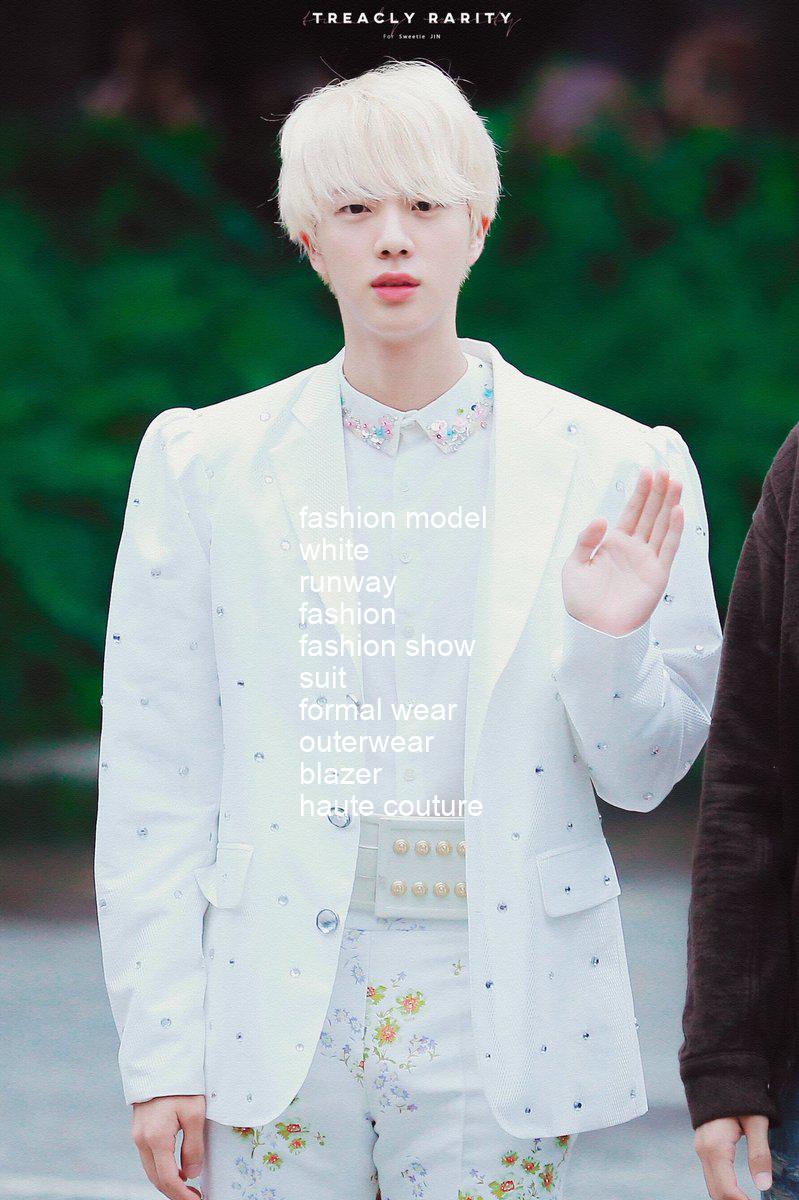 TREACLY RARITY
For Sweetie JIN
fashion model
white
runway
fashion
fashion show
suit
formal wear
outerwear
blazer
haute couture